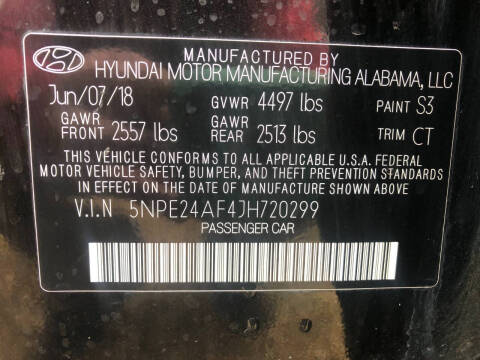 MANUFACTURED BY
HYUNDAI MOTOR MANUFACTURING ALABAMA, LLC
Jun/07/18 GVWR 4497 lbs PAINT S3
GAWR FRONT 2557 lbs GAWR REAR 2513 lbs TRIM CT
THIS VEHICLE CONFORMS TO ALL APPLICABLE U.S.A. FEDERAL
MOTOR VEHICLE SAFETY, BUMPER, AND THEFT PREVENTION STANDARDS
IN EFFECT ON THE DATE OF MANUFACTURE SHOWN ABOVE
V.I.N 5NPE24AF4JH720299
PASSENGER CAR